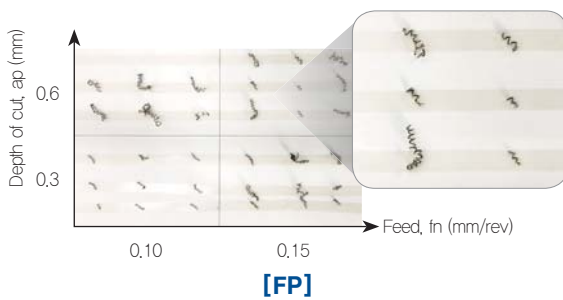 Depth of cut, ap (mm)
0.6
0.3
Feed, fn (mm/rev)
0.10 0.15
[FP]